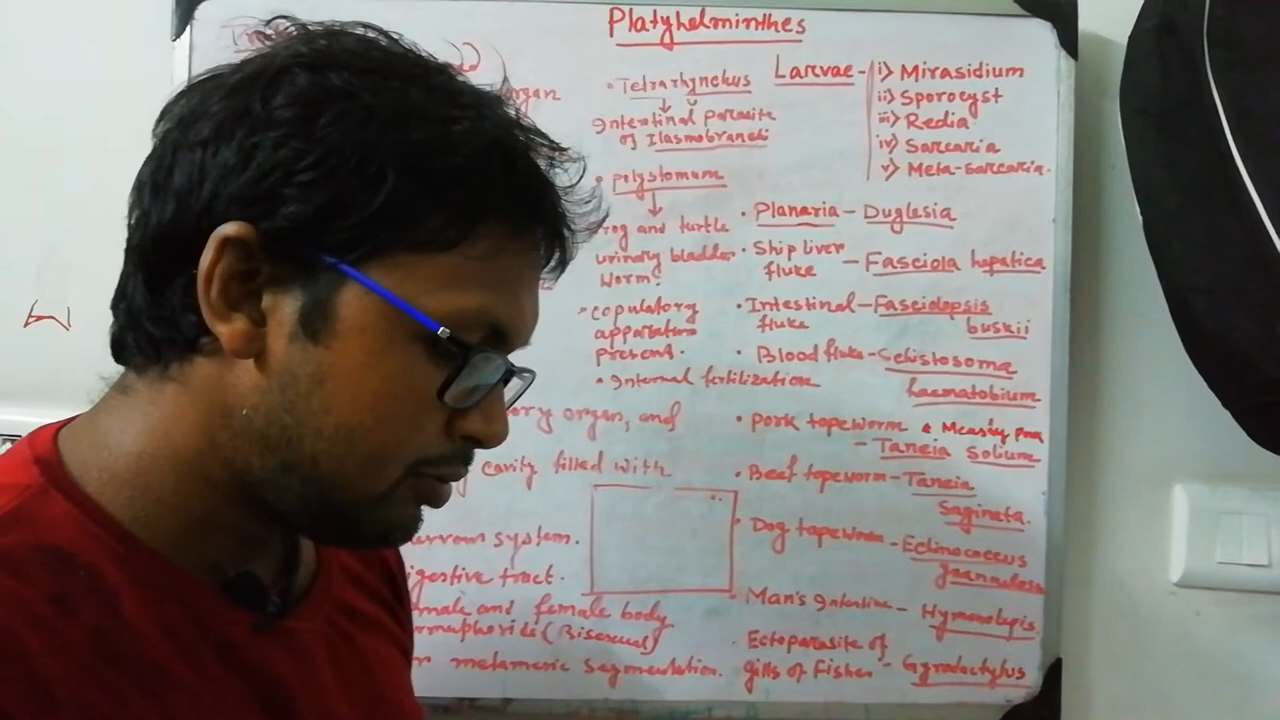 Platyhelminthes
organ
• Tetrarhynchus
Intestinal parasite
of Ilasmobranch
• polystomum
frog and turtle
urinary bladder
worm.
• copulatory
apparatus
present.
• Internal fertilization
ory organ, and
cavity filled with
nervous system.
digestive tract.
male and female body
rmaphoride (Bisexual)
metameric segmentation.
Larvae - i) Mirasidium
ii) Sporocyst
iii) Redia
iv) Sarcaria
v) Meta-Sarcaria.
• Planaria - Duglesia
• Ship liver
fluke - Fasciola hepatica
• Intestinal - Fasciolopsis
fluke buskii
• Blood fluke - Schistosoma
haematobium
• Pork tapeworm & Measly pork
- Taneia Solium
• Beef tapeworm - Taneia
Saginata.
• Dog tapeworm - Echinococcus
granulosus
Man's Intestine - Hymenolepis.
• Ectoparasite of
gills of Fishes - Gyrodactylus